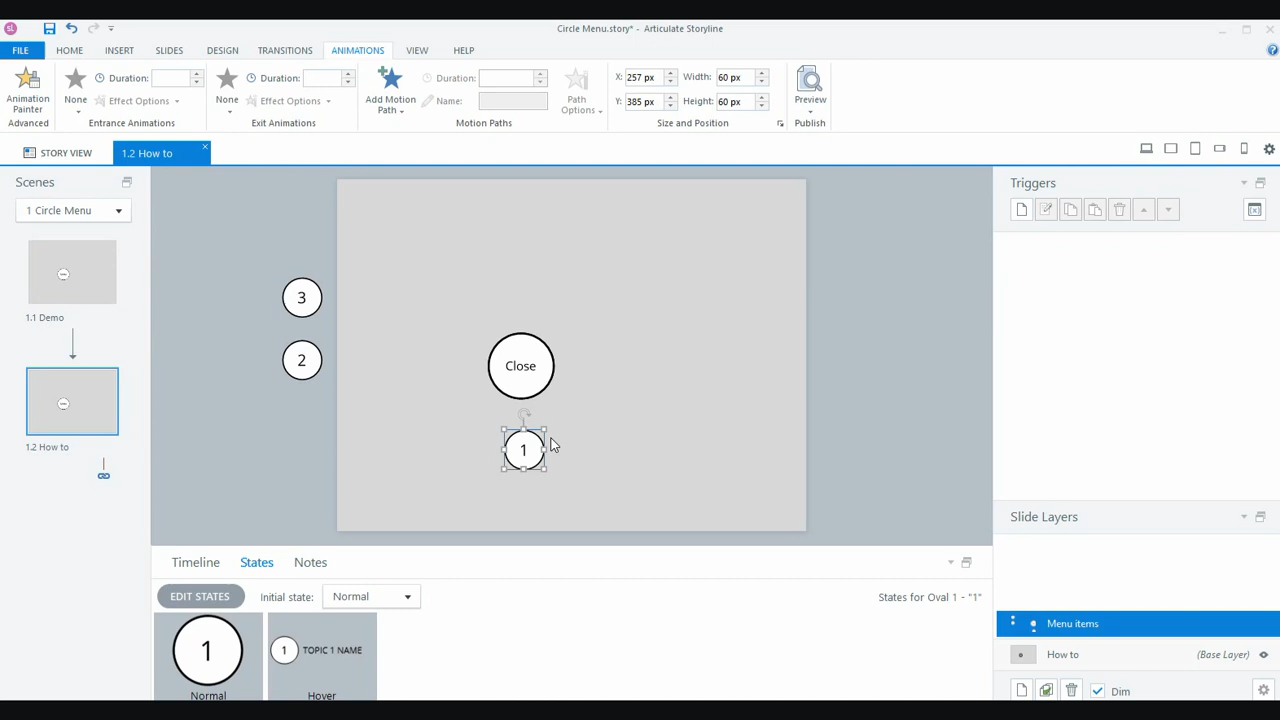 sl
Circle Menu.story* - Articulate Storyline
FILE HOME INSERT SLIDES DESIGN TRANSITIONS ANIMATIONS VIEW HELP
Animation Painter
None
Duration:
Effect Options
None
Duration:
Effect Options
Add Motion Path
Duration:
Name:
Path Options
X: 257 px Width: 60 px
Y: 385 px Height: 60 px
Preview
Advanced Entrance Animations Exit Animations Motion Paths Size and Position Publish
STORY VIEW
1.2 How to
Scenes
1 Circle Menu
1.1 Demo
1.2 How to
3
2
Close
1
Triggers
Timeline States Notes
EDIT STATES Initial state: Normal States for Oval 1 - "1"
1
Normal
1 TOPIC 1 NAME
Hover
Slide Layers
Menu items
How to (Base Layer)
Dim